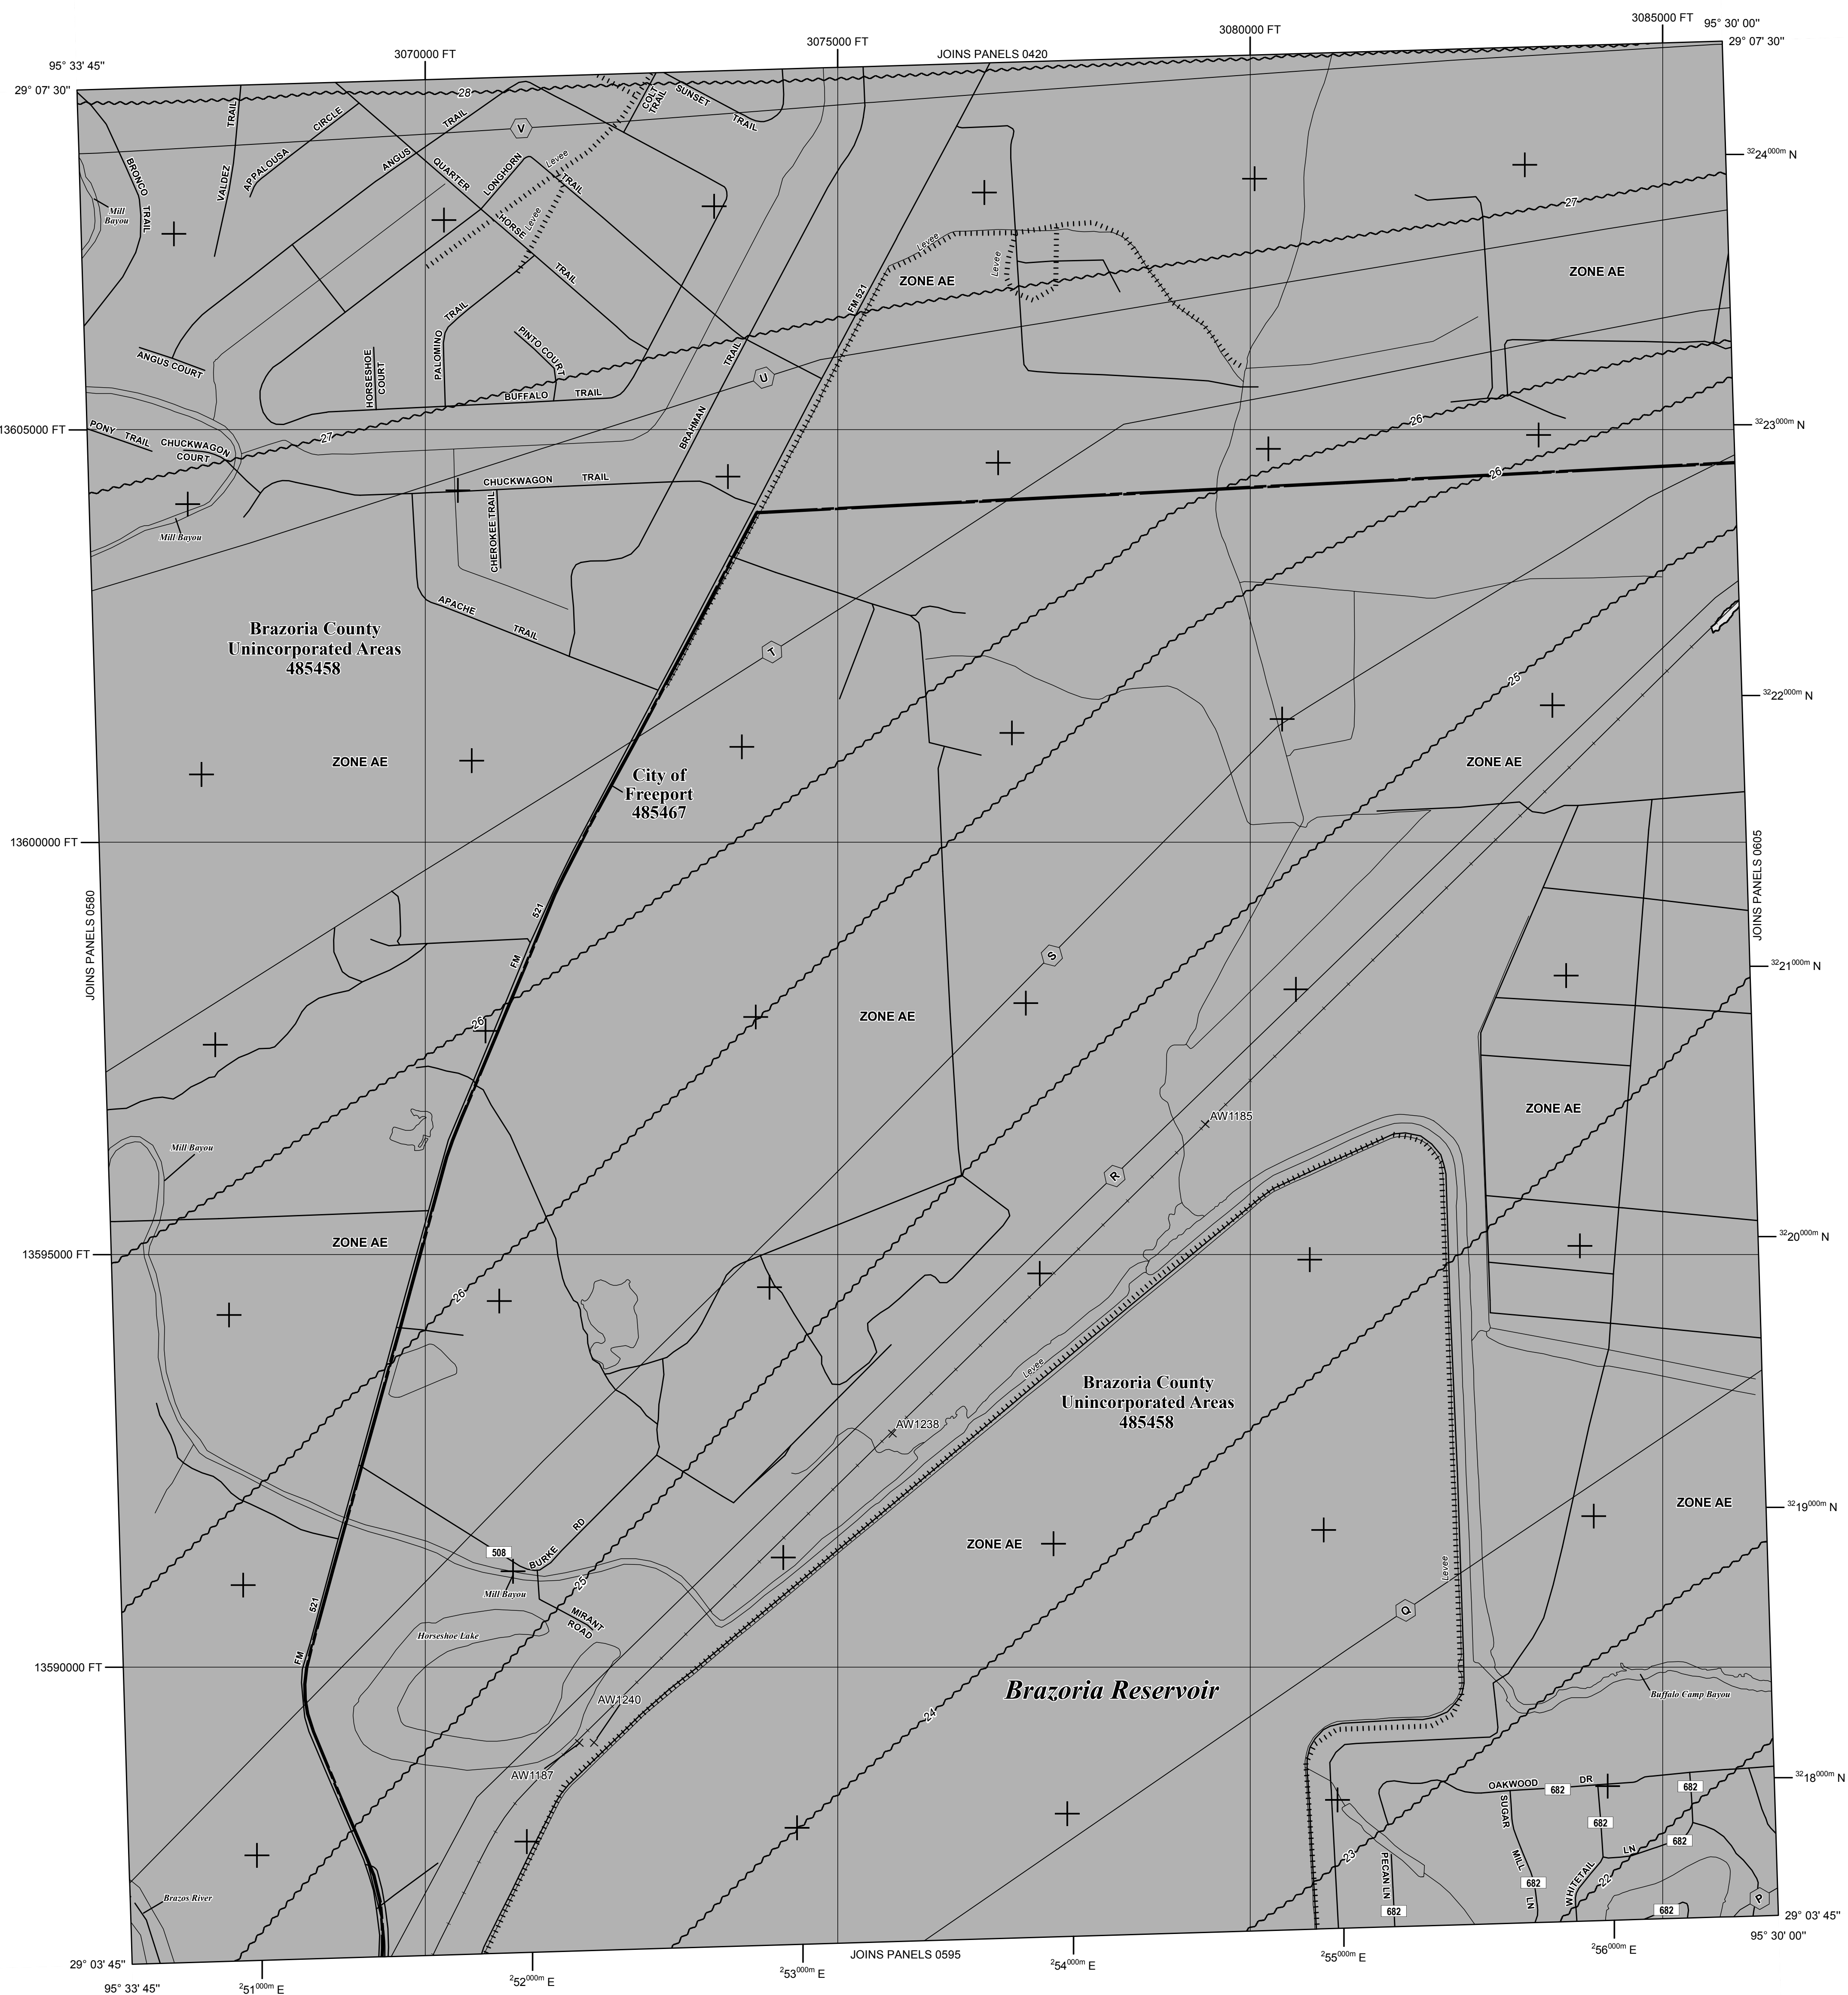 3085000 FT
95° 30' 00"
3080000 FT
3075000 FT
3070000 FT
JOINS PANELS 0420
29° 07' 30"
95° 33' 45"
29° 07' 30"
28
COLT
TRAIL
SUNSET
TRAIL
TRAIL
CIRCLE
TRAIL
V
3224000m N
BRONCO
TRAIL
VALDEZ
APPALOUSA
ANGUS
QUARTER
LONGHORN
Levee
TRAIL
Mill
Bayou
HORSE
Levee
27
Levee
Levee
ZONE AE
ZONE AE
TRAIL
FM 521
TRAIL
PALOMINO
PINTO COURT
TRAIL
ANGUS COURT
HORSESHOE
COURT
U
BUFFALO
TRAIL
13605000 FT
PONY
TRAIL
27
BRAHMAN
26
3223000m N
CHUCKWAGON
COURT
CHUCKWAGON
TRAIL
26
CHEROKEE TRAIL
Mill Bayou
APACHE
TRAIL
Brazoria County
Unincorporated Areas
485458
T
25
3222000m N
ZONE AE
ZONE AE
City of
Freeport
485467
13600000 FT
JOINS PANELS 0580
JOINS PANELS 0605
521
FM
S
3221000m N
26
ZONE AE
ZONE AE
AW1185
Mill Bayou
R
ZONE AE
13595000 FT
3220000m N
26
Levee
Brazoria County
Unincorporated Areas
485458
AW1238
ZONE AE
3219000m N
ZONE AE
508
BURKE
RD
Mill Bayou
25
Levee
521
MIRANT
ROAD
Horseshoe Lake
Q
FM
13590000 FT
Brazoria Reservoir
Buffalo Camp Bayou
AW1240
24
AW1187
3218000m N
OAKWOOD
682
DR
682
SUGAR
682
682
MILL
LN
23
PECAN LN
WHITETAIL
22
682
LN
682
682
P
Brazos River
29° 03' 45"
95° 30' 00"
JOINS PANELS 0595
29° 03' 45"
95° 33' 45"
251000m E
252000m E
253000m E
254000m E
255000m E
256000m E